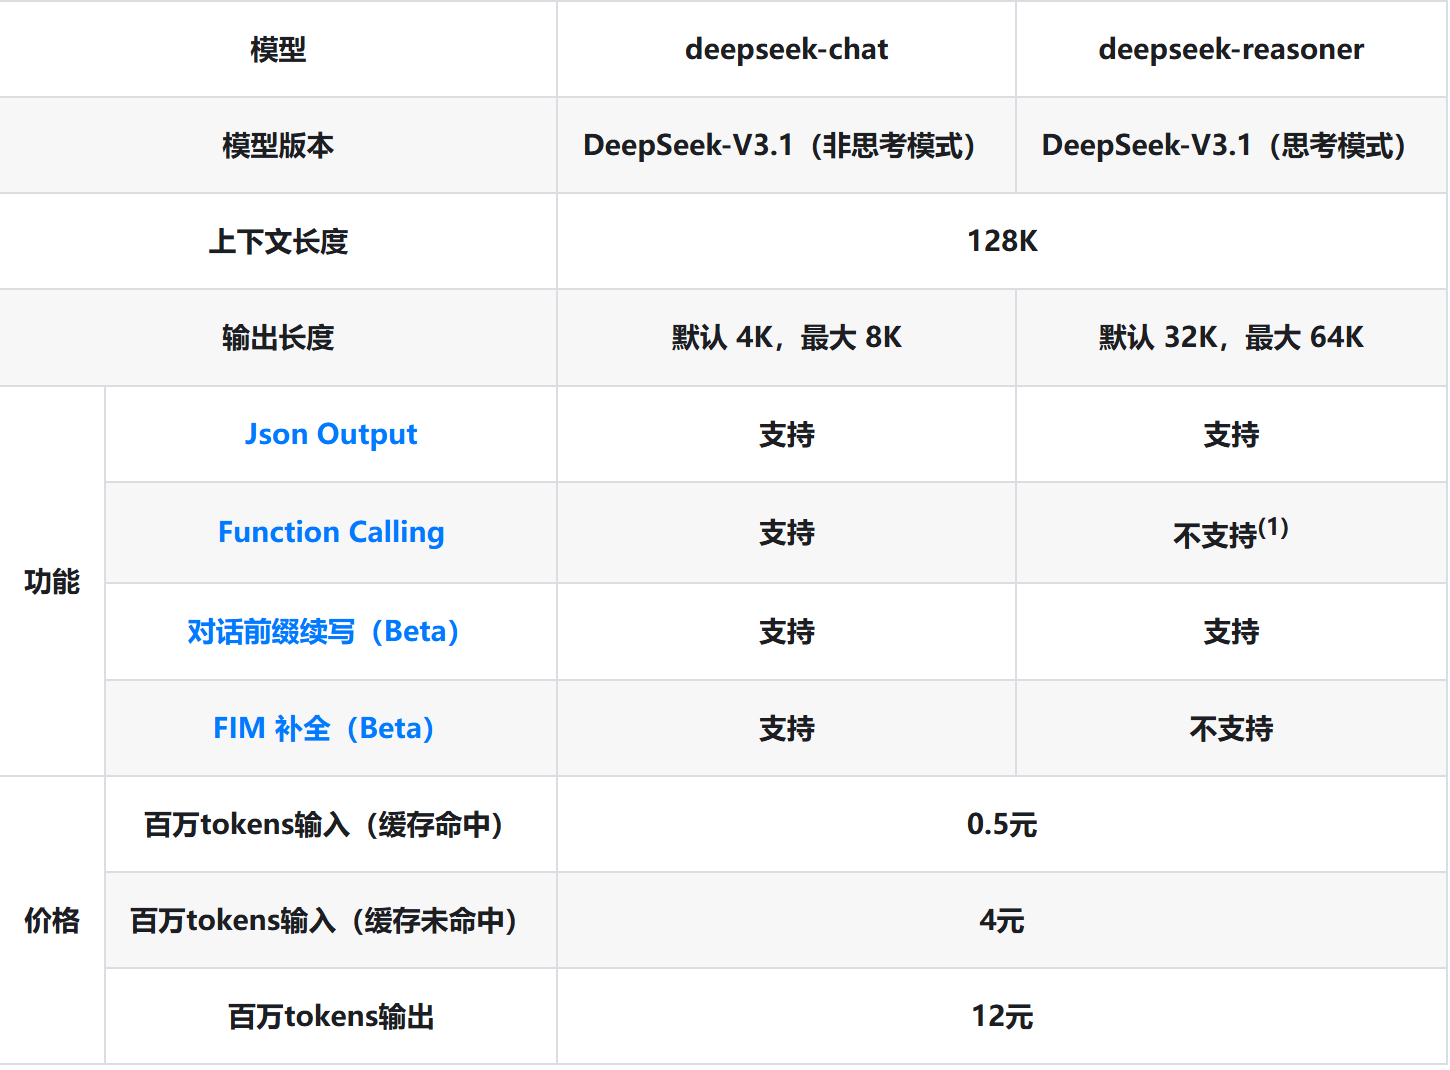 模型 deepseek-chat deepseek-reasoner
模型版本 DeepSeek-V3.1（非思考模式） DeepSeek-V3.1（思考模式）
上下文长度 128K
输出长度 默认 4K，最大 8K 默认 32K，最大 64K
功能
Json Output 支持 支持
Function Calling 支持 不支持(1)
对话前缀续写（Beta） 支持 支持
FIM 补全（Beta） 支持 不支持
价格
百万tokens输入（缓存命中） 0.5元
百万tokens输入（缓存未命中） 4元
百万tokens输出 12元